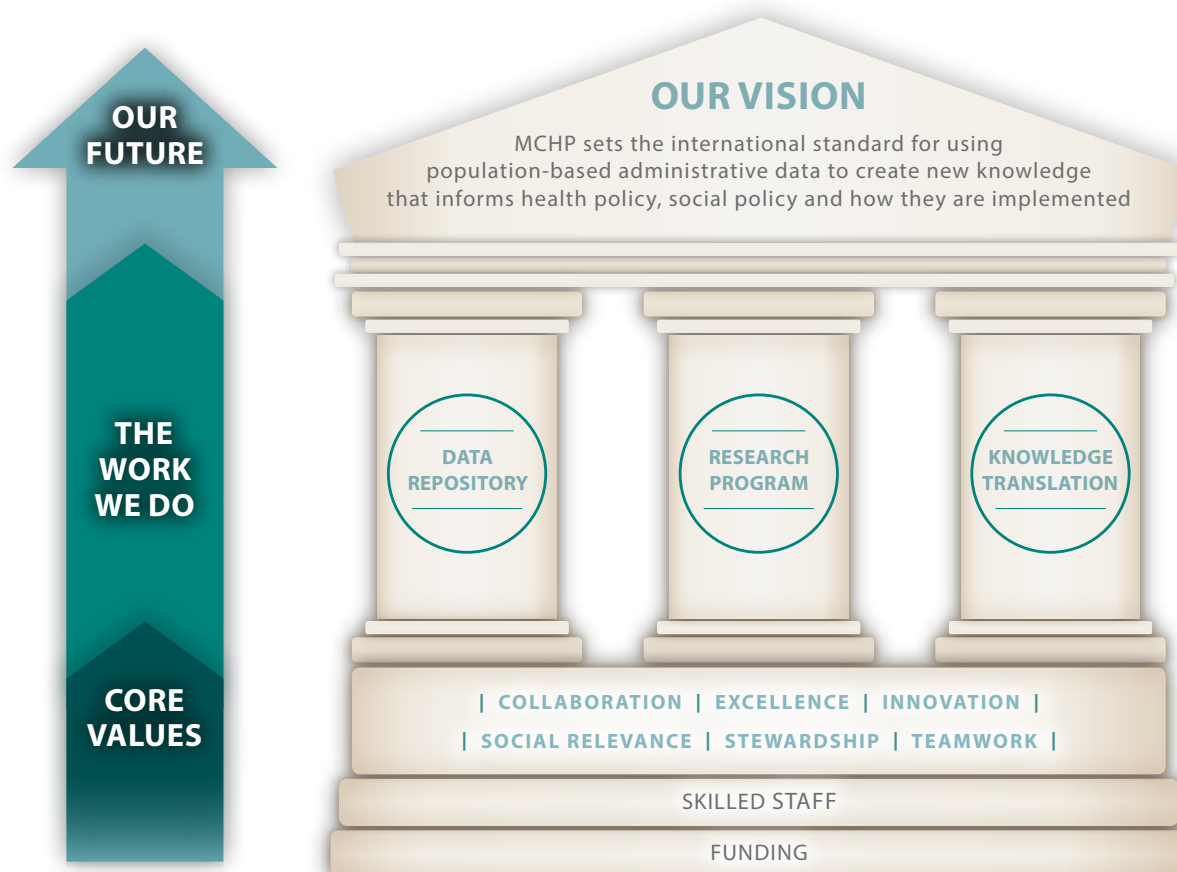 OUR
FUTURE
THE
WORK
WE DO
CORE
VALUES
OUR VISION
MCHP sets the international standard for using
population-based administrative data to create new knowledge
that informs health policy, social policy and how they are implemented
DATA
REPOSITORY
RESEARCH
PROGRAM
KNOWLEDGE
TRANSLATION
| COLLABORATION | EXCELLENCE | INNOVATION |
| SOCIAL RELEVANCE | STEWARDSHIP | TEAMWORK |
SKILLED STAFF
FUNDING